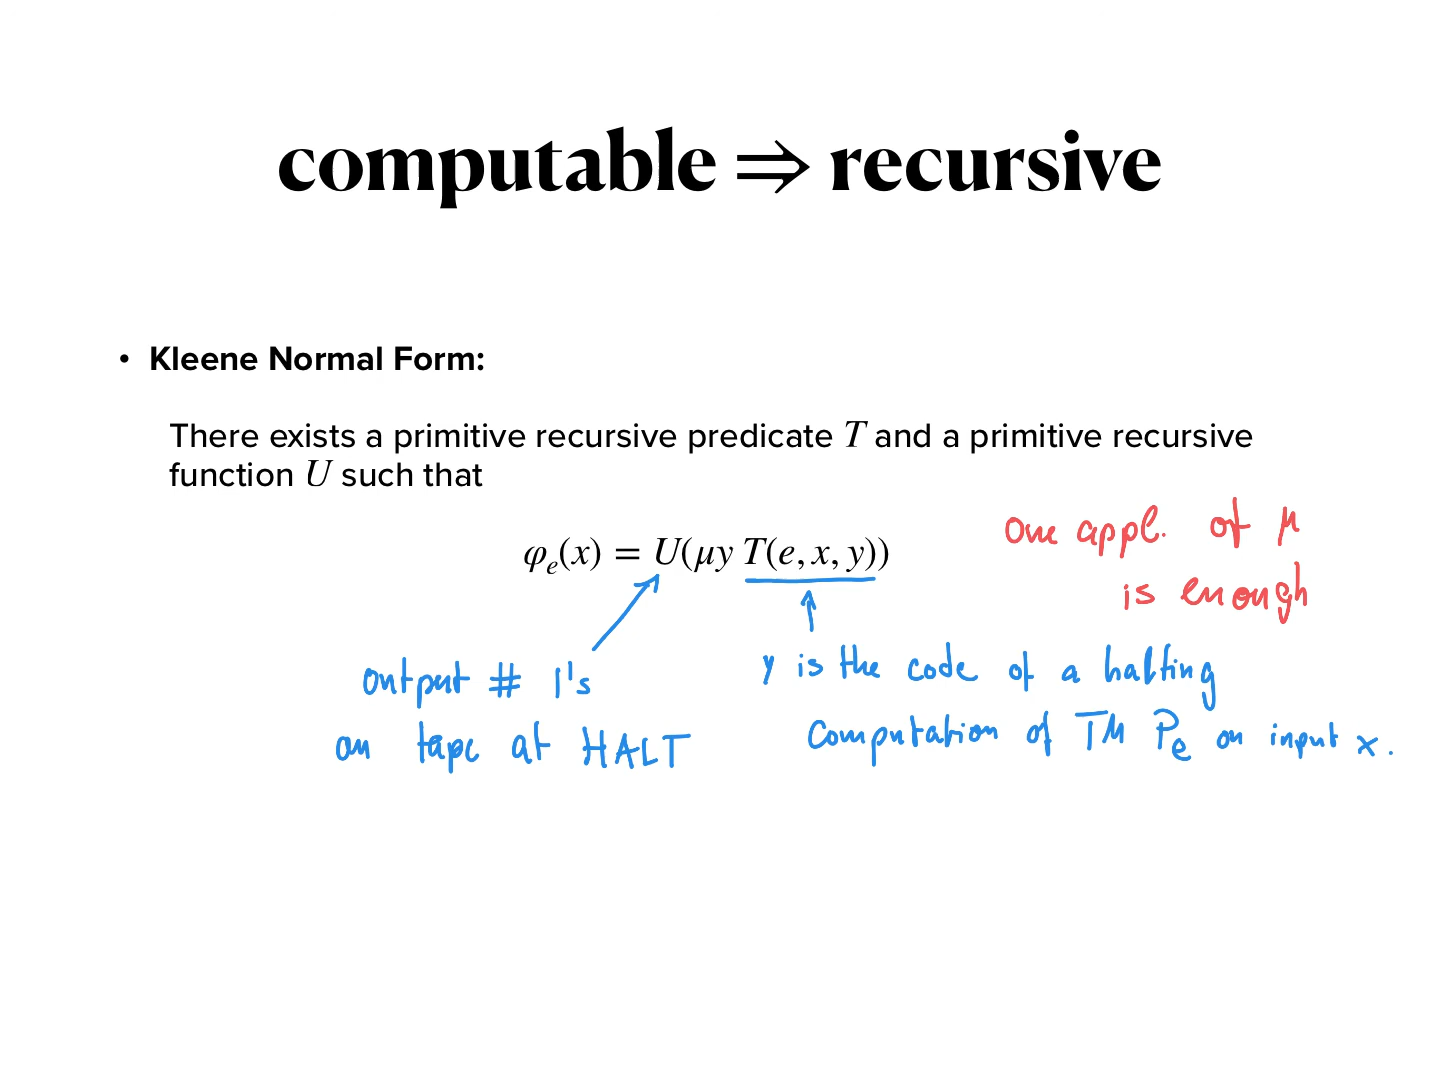 computable ⇒ recursive
• Kleene Normal Form:
There exists a primitive recursive predicate T and a primitive recursive
function U such that
φₑ(x) = U(μy T(e, x, y))
One appl. of μ
is enough
output # 1's
on tape at HALT
y is the code of a halting
computation of TM Pₑ on input x.